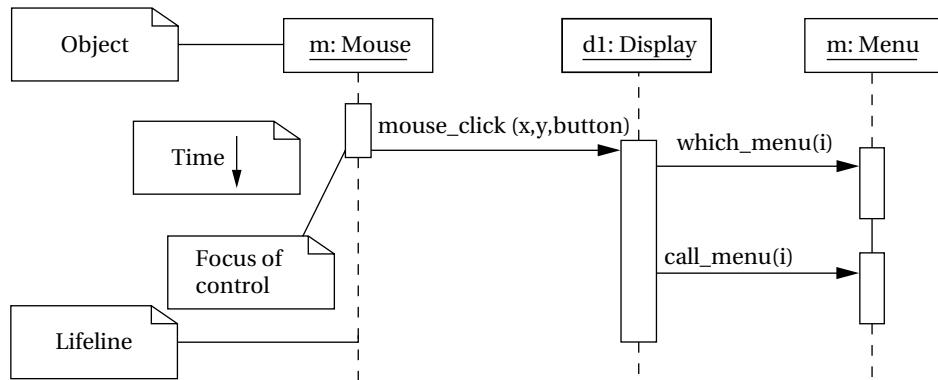 Object
m: Mouse
d1: Display
m: Menu
mouse_click (x,y,button)
which_menu(i)
Time
Focus of
control
call_menu(i)
Lifeline